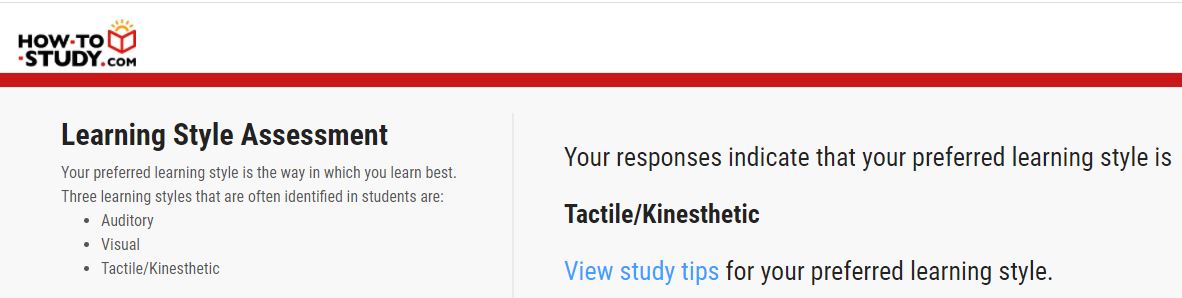 HOW-TO
-STUDY.COM
Learning Style Assessment
Your preferred learning style is the way in which you learn best.
Three learning styles that are often identified in students are:
• Auditory
• Visual
• Tactile/Kinesthetic
Your responses indicate that your preferred learning style is
Tactile/Kinesthetic
View study tips for your preferred learning style.